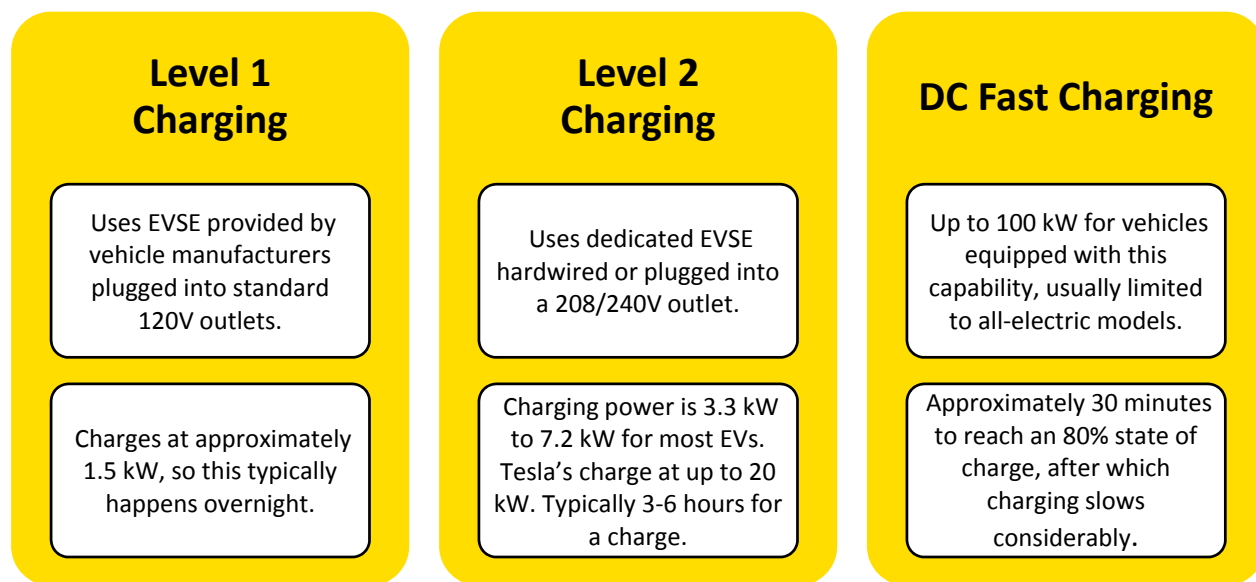 Level 1
Charging
Uses EVSE provided by
vehicle manufacturers
plugged into standard
120V outlets.
Charges at approximately
1.5 kW, so this typically
happens overnight.
Level 2
Charging
Uses dedicated EVSE
hardwired or plugged into
a 208/240V outlet.
Charging power is 3.3 kW
to 7.2 kW for most EVs.
Tesla’s charge at up to 20
kW. Typically 3-6 hours for
a charge.
DC Fast Charging
Up to 100 kW for vehicles
equipped with this
capability, usually limited
to all-electric models.
Approximately 30 minutes
to reach an 80% state of
charge, after which
charging slows
considerably.